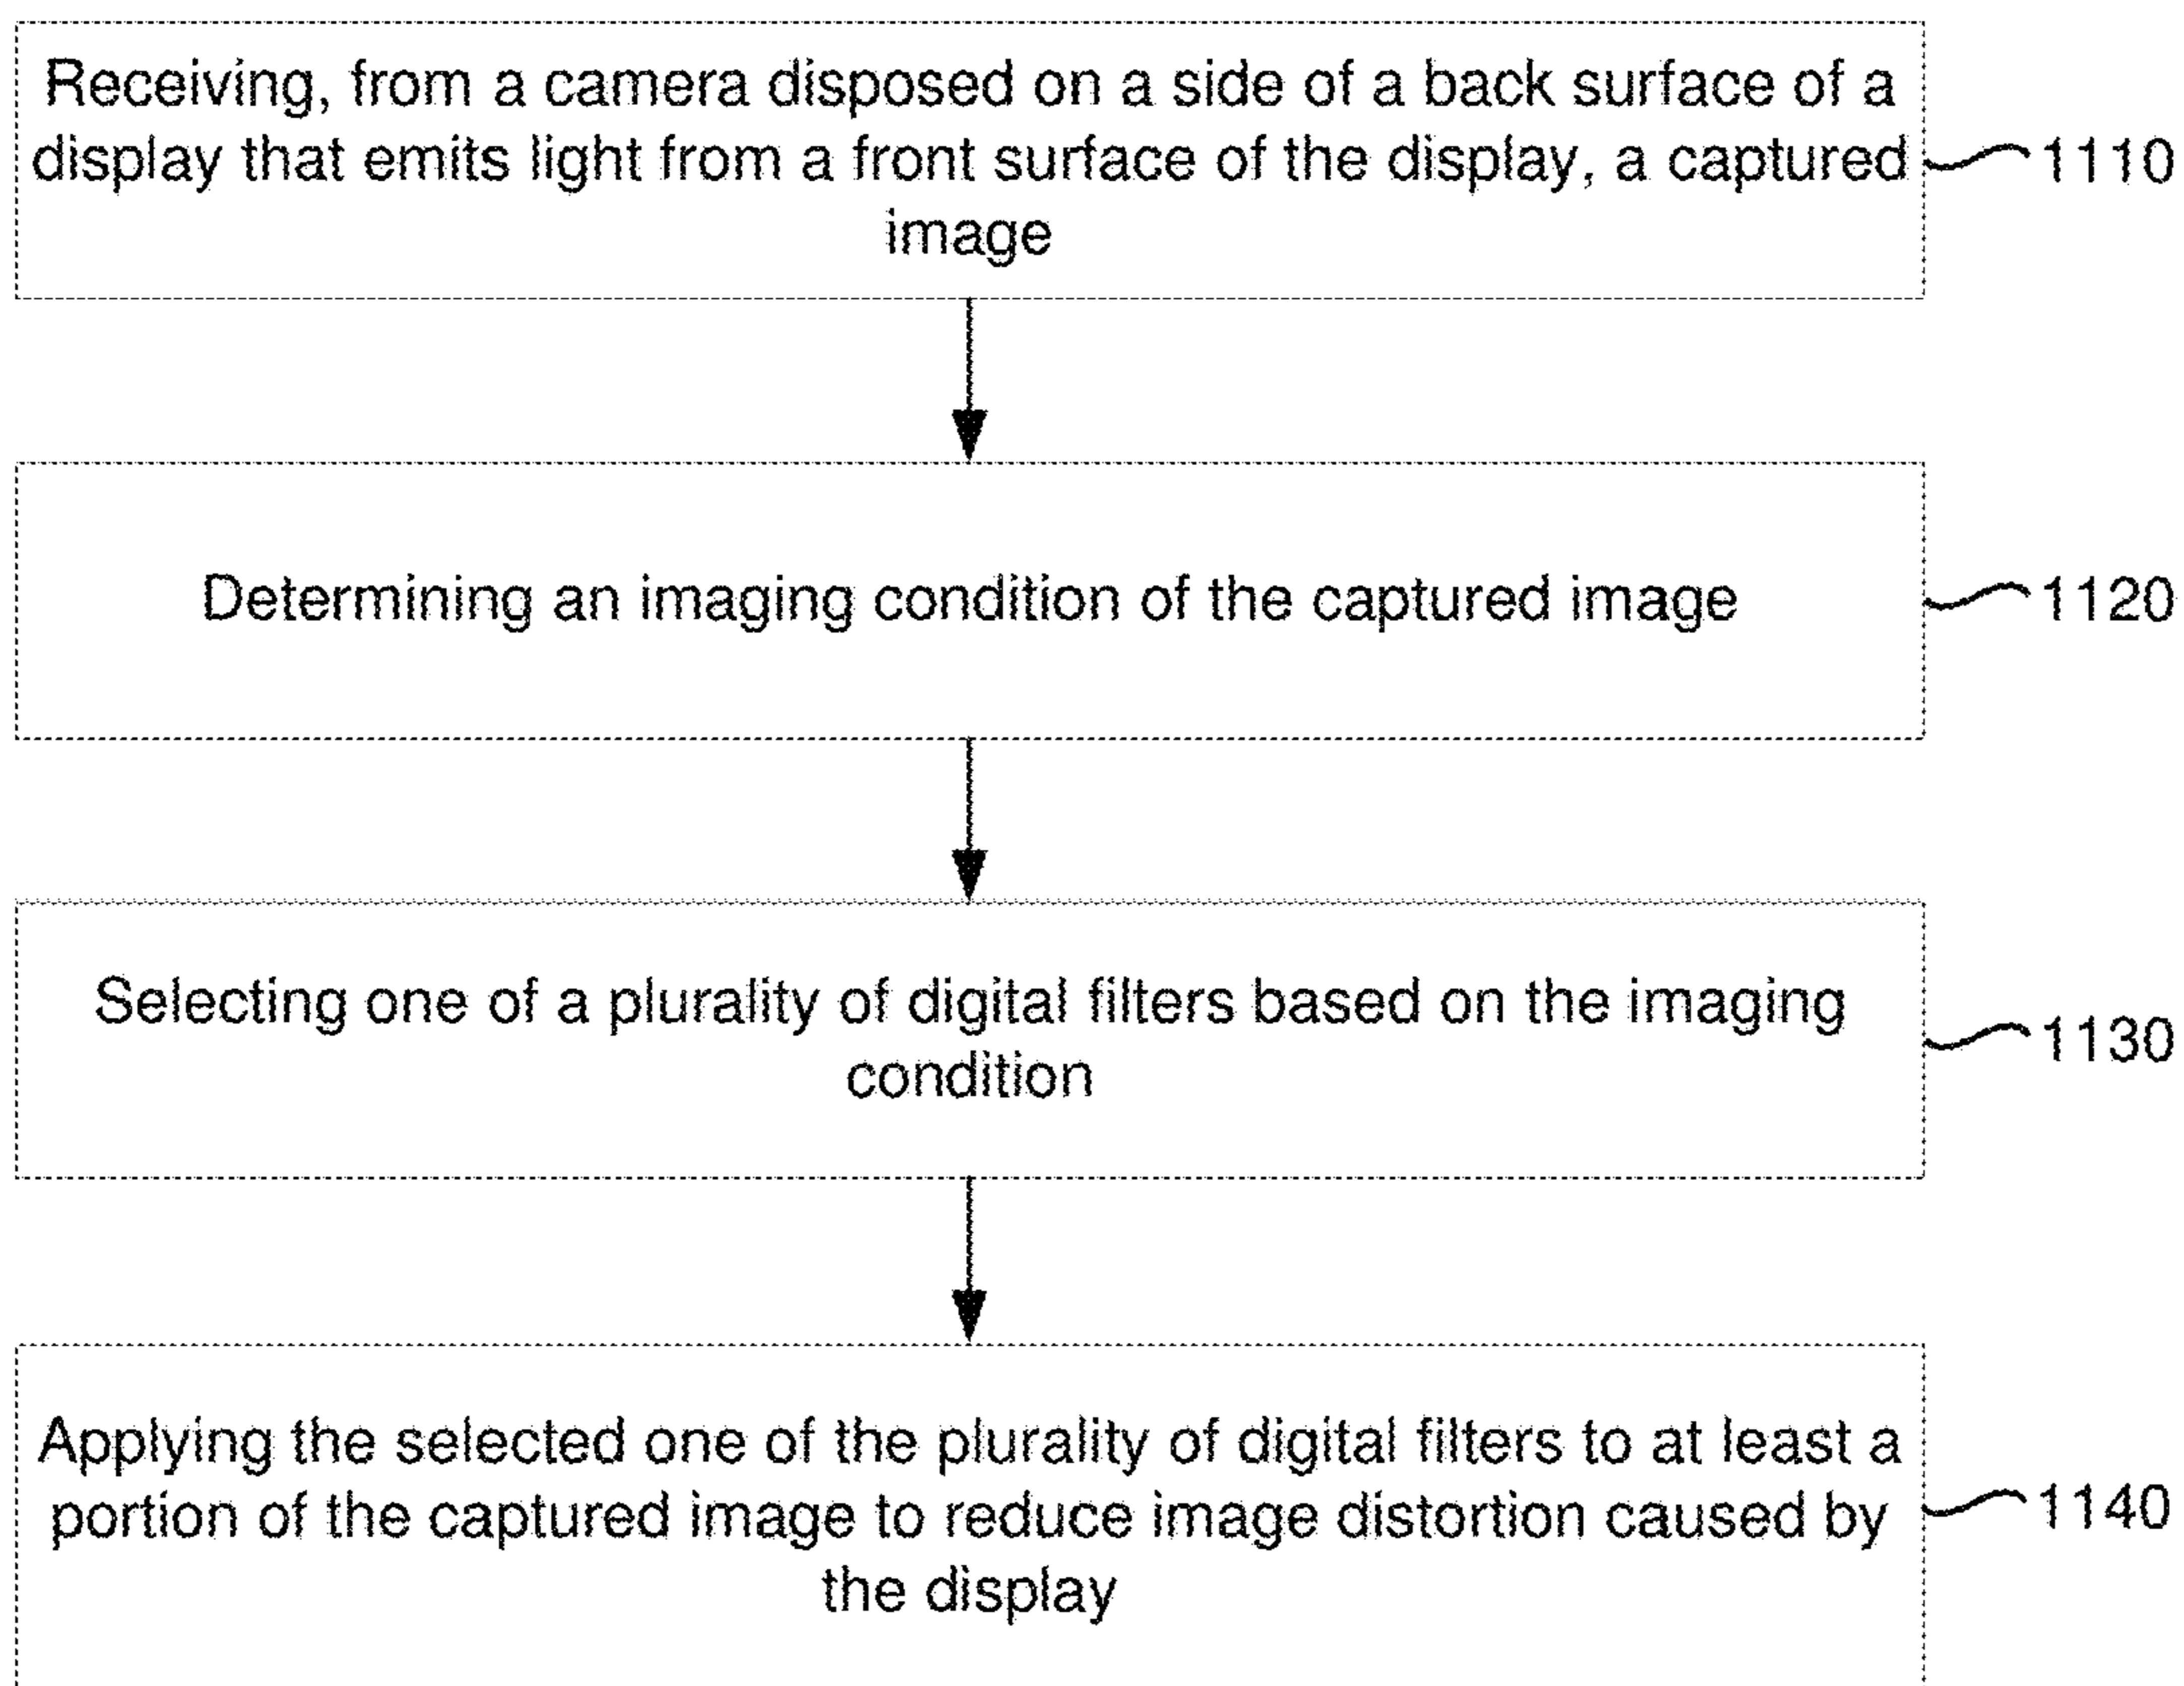 Receiving, from a camera disposed on a side of a back surface of a
display that emits light from a front surface of the display, a captured
image
1110
Determining an imaging condition of the captured image
1120
Selecting one of a plurality of digital filters based on the imaging
condition
1130
Applying the selected one of the plurality of digital filters to at least a
portion of the captured image to reduce image distortion caused by
the display
1140